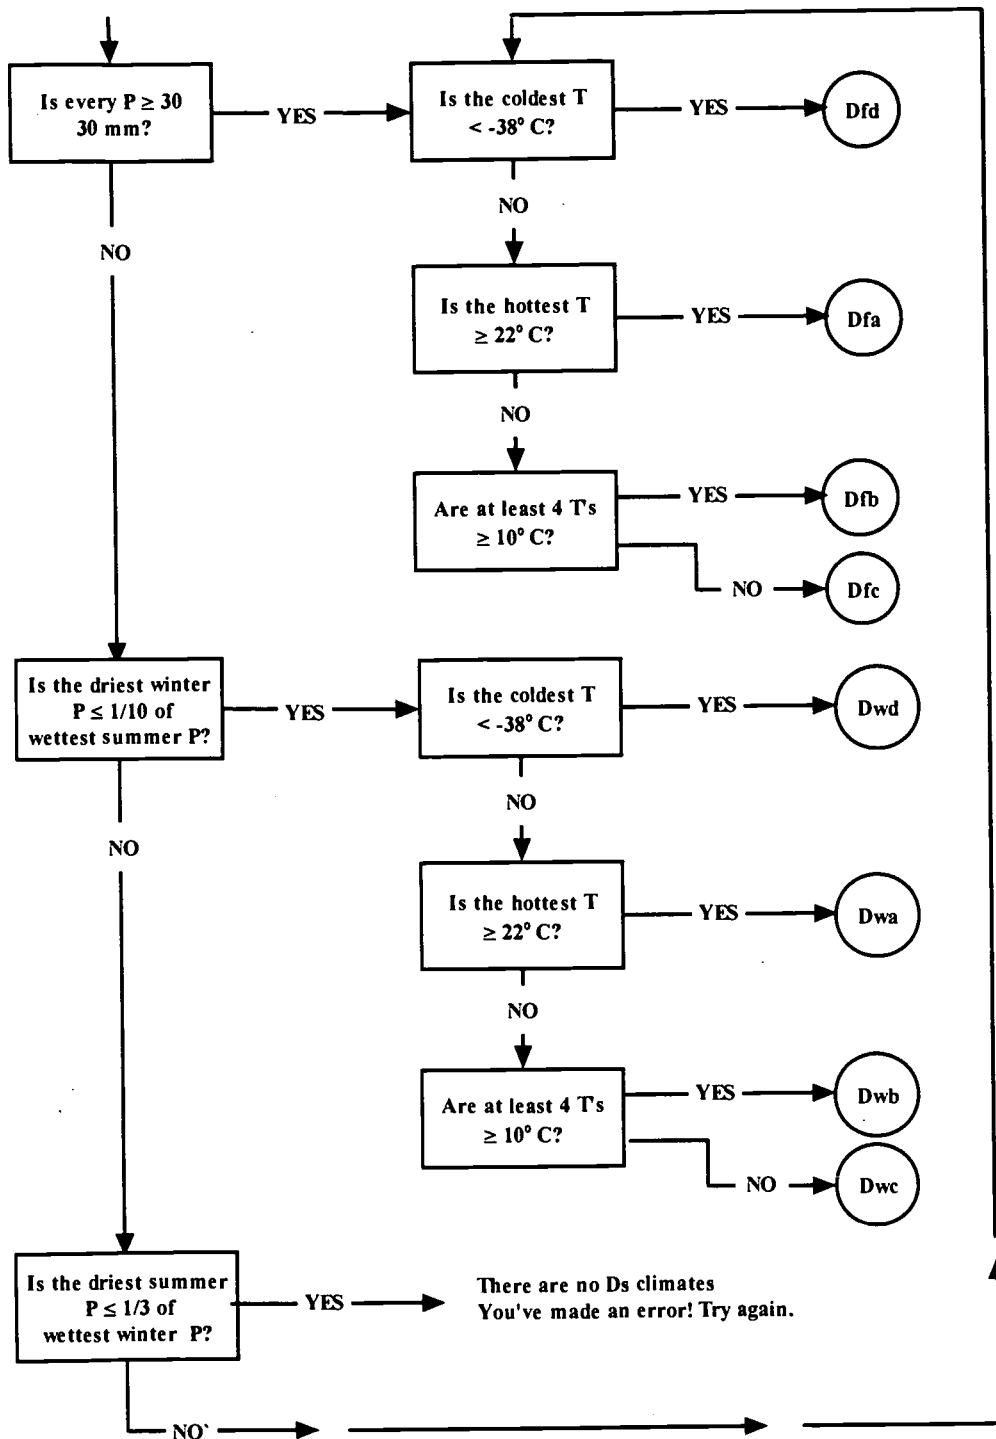 Is every P ≥ 30
30 mm?
YES
Is the coldest T
< -38° C?
YES
Dfd
NO
NO
Is the hottest T
≥ 22° C?
YES
Dfa
NO
Are at least 4 T's
≥ 10° C?
YES
Dfb
NO
Dfc
Is the driest winter
P ≤ 1/10 of
wettest summer P?
YES
Is the coldest T
< -38° C?
YES
Dwd
NO
NO
Is the hottest T
≥ 22° C?
YES
Dwa
NO
Are at least 4 T's
≥ 10° C?
YES
Dwb
NO
Dwc
Is the driest summer
P ≤ 1/3 of
wettest winter P?
YES
There are no Ds climates
You've made an error! Try again.
NO